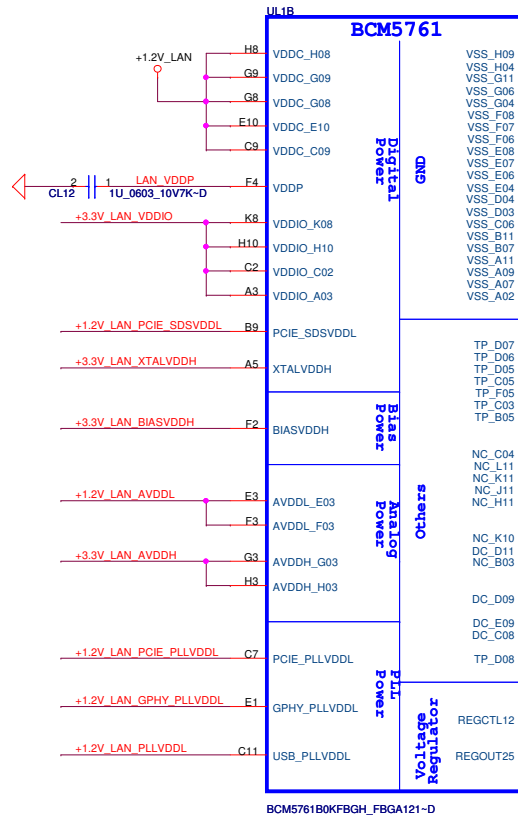 UL1B
BCM5761
+1.2V_LAN
H8 VDDC_H08
G9 VDDC_G09
G8 VDDC_G08
E10 VDDC_E10
C9 VDDC_C09
2 1 LAN_VDDP F4 VDDP
CL12 1U_0603_10V7K~D
+3.3V_LAN_VDDIO K8 VDDIO_K08
H10 VDDIO_H10
C2 VDDIO_C02
A3 VDDIO_A03
+1.2V_LAN_PCIE_SDSVDDL B9 PCIE_SDSVDDL
+3.3V_LAN_XTALVDDH A5 XTALVDDH
+3.3V_LAN_BIASVDDH F2 BIASVDDH
+1.2V_LAN_AVDDL E3 AVDDL_E03
F3 AVDDL_F03
+3.3V_LAN_AVDDH G3 AVDDH_G03
H3 AVDDH_H03
+1.2V_LAN_PCIE_PLLVDDL C7 PCIE_PLLVDDL
+1.2V_LAN_GPHY_PLLVDDL E1 GPHY_PLLVDDL
+1.2V_LAN_PLLVDDL C11 USB_PLLVDDL
Digital
Power
Bias
Power
Analog
Power
PLL
Power
GND
Others
Voltage
Regulator
VSS_H09
VSS_H04
VSS_G11
VSS_G06
VSS_G04
VSS_F08
VSS_F07
VSS_F06
VSS_E08
VSS_E07
VSS_E06
VSS_E04
VSS_D04
VSS_D03
VSS_C06
VSS_B11
VSS_B07
VSS_A11
VSS_A09
VSS_A07
VSS_A02
TP_D07
TP_D06
TP_D05
TP_C05
TP_F05
TP_C03
TP_B05
NC_C04
NC_L11
NC_K11
NC_J11
NC_H11
NC_K10
DC_D11
NC_B03
DC_D09
DC_E09
DC_C08
TP_D08
REGCTL12
REGOUT25
BCM5761B0KFBGH_FBGA121~D